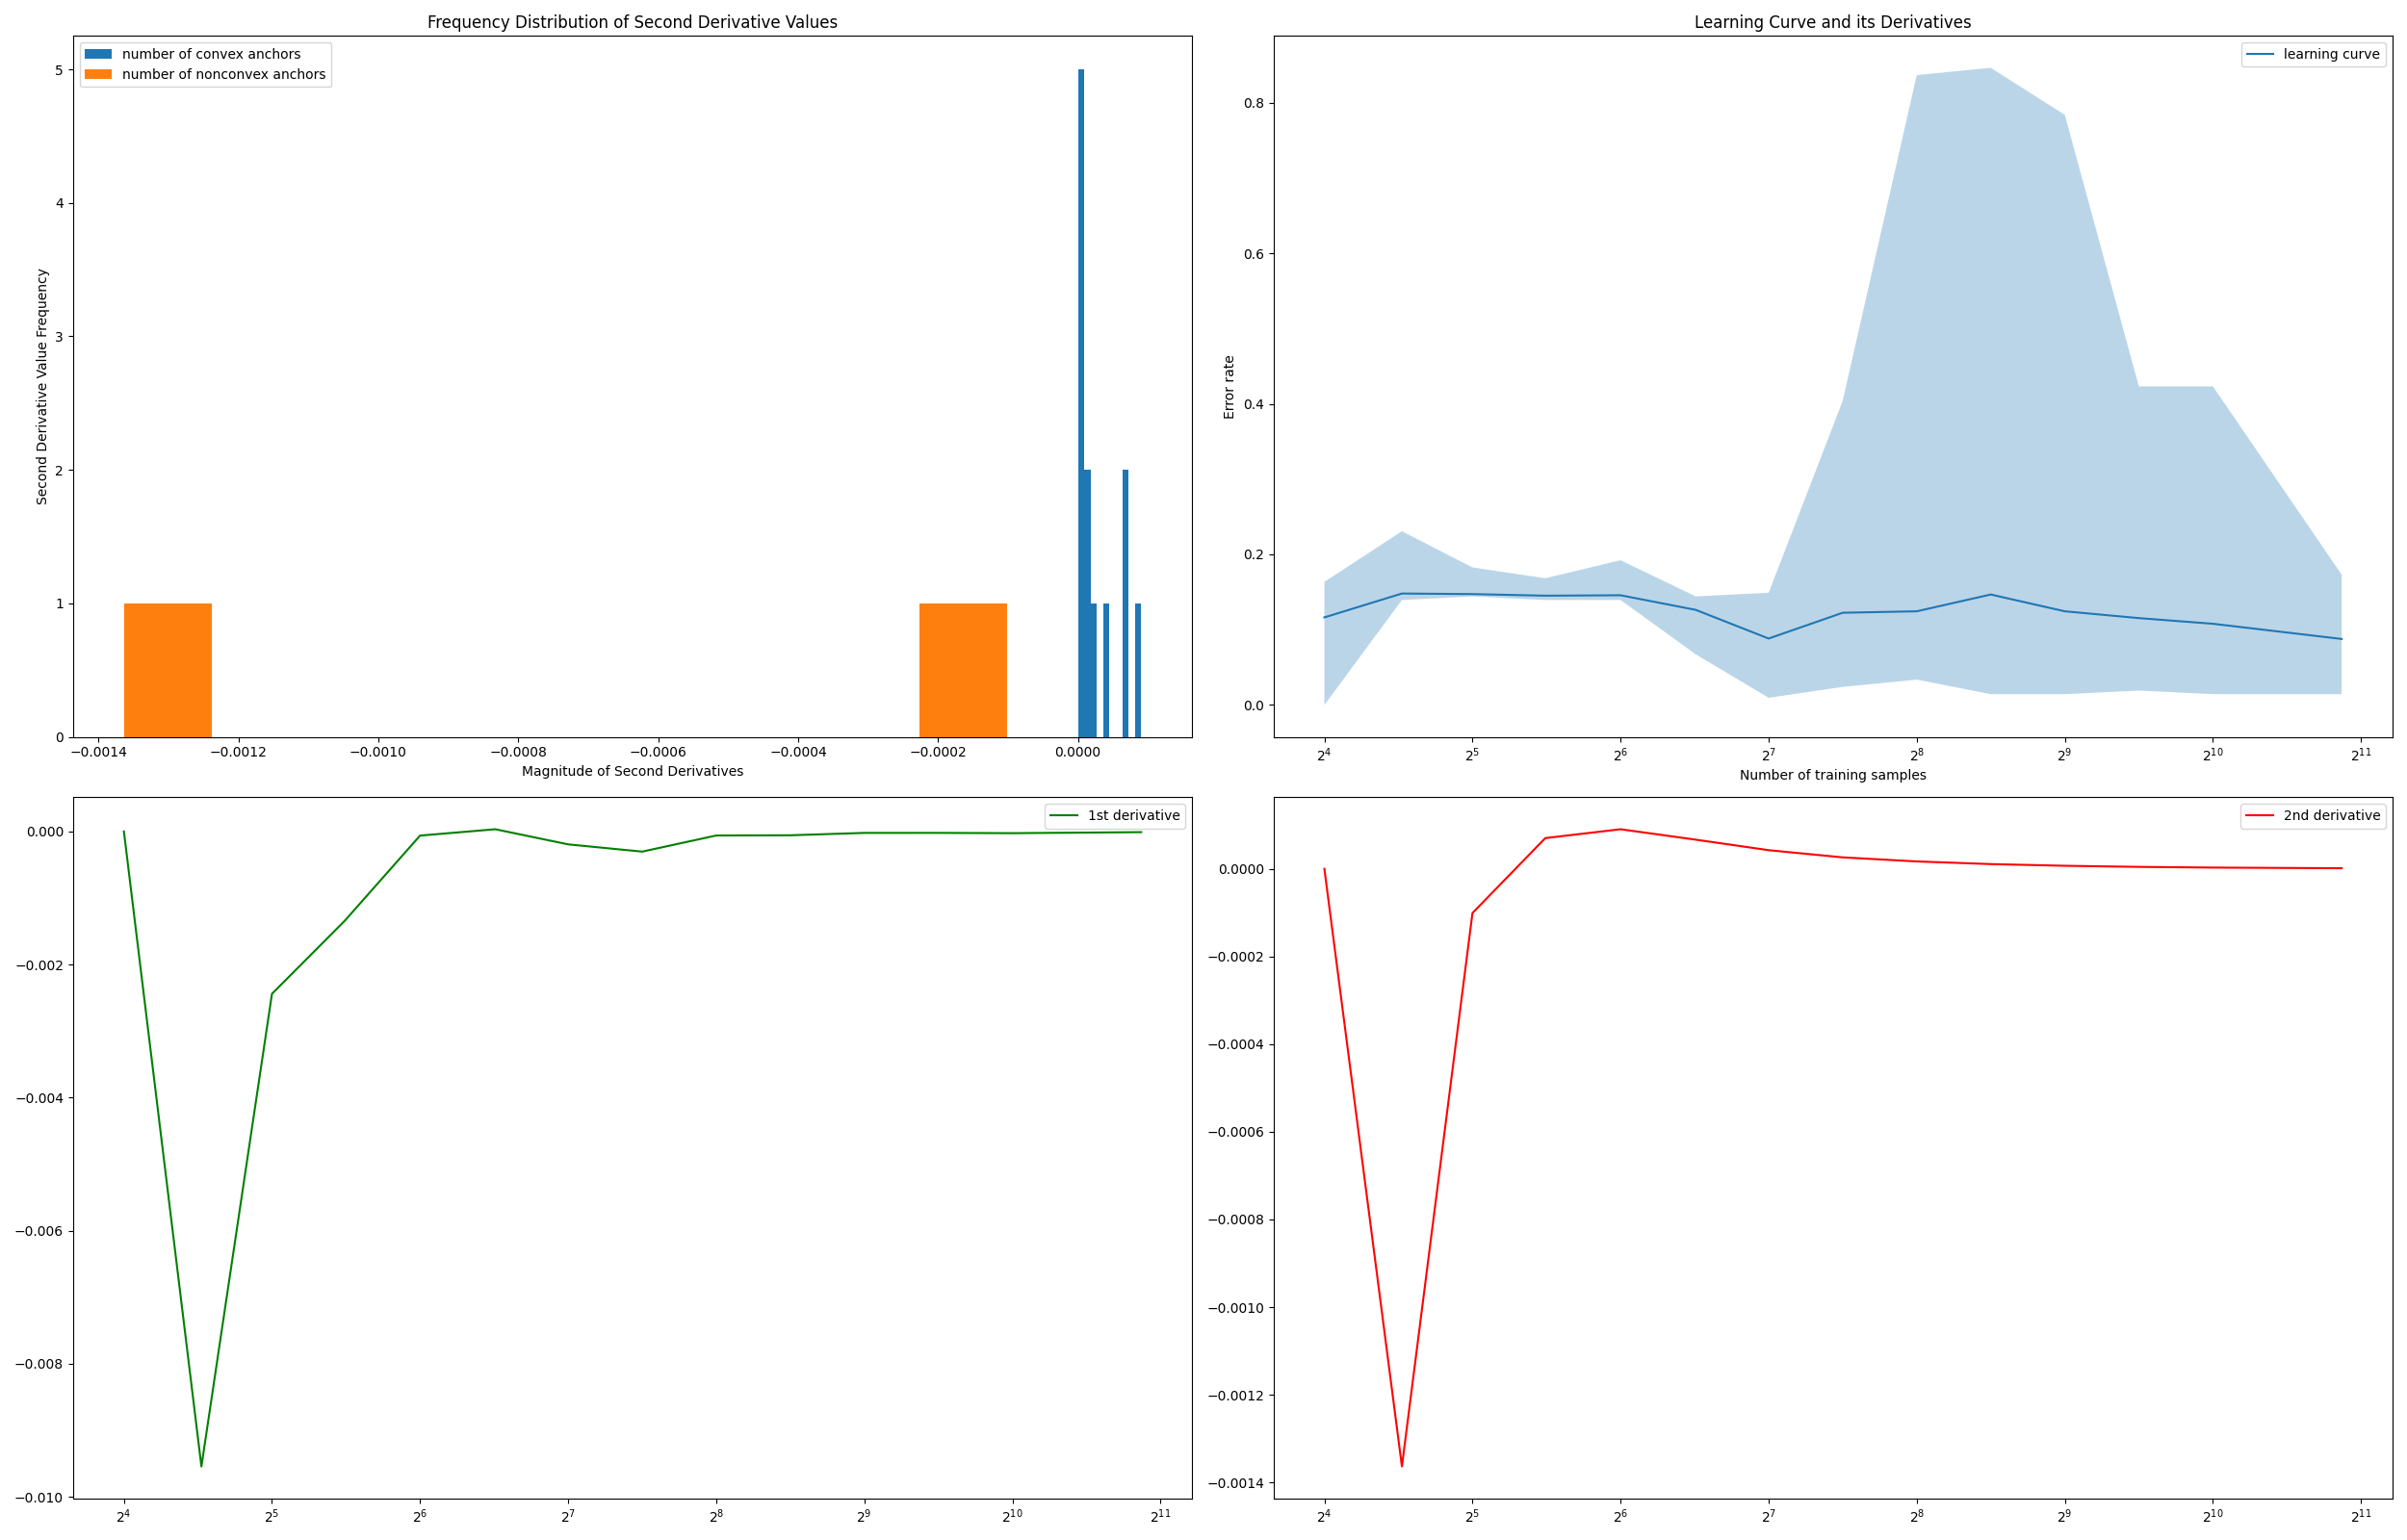 Frequency Distribution of Second Derivative Values
number of convex anchors
number of nonconvex anchors
5
4
3
2
1
0
Second Derivative Value Frequency
−0.0014 −0.0012 −0.0010 −0.0008 −0.0006 −0.0004 −0.0002 0.0000
Magnitude of Second Derivatives
Learning Curve and its Derivatives
learning curve
0.8
0.6
0.4
0.2
0.0
Error rate
2⁴ 2⁵ 2⁶ 2⁷ 2⁸ 2⁹ 2¹⁰ 2¹¹
Number of training samples
1st derivative
0.000
−0.002
−0.004
−0.006
−0.008
−0.010
2⁴ 2⁵ 2⁶ 2⁷ 2⁸ 2⁹ 2¹⁰ 2¹¹
2nd derivative
0.0000
−0.0002
−0.0004
−0.0006
−0.0008
−0.0010
−0.0012
−0.0014
2⁴ 2⁵ 2⁶ 2⁷ 2⁸ 2⁹ 2¹⁰ 2¹¹